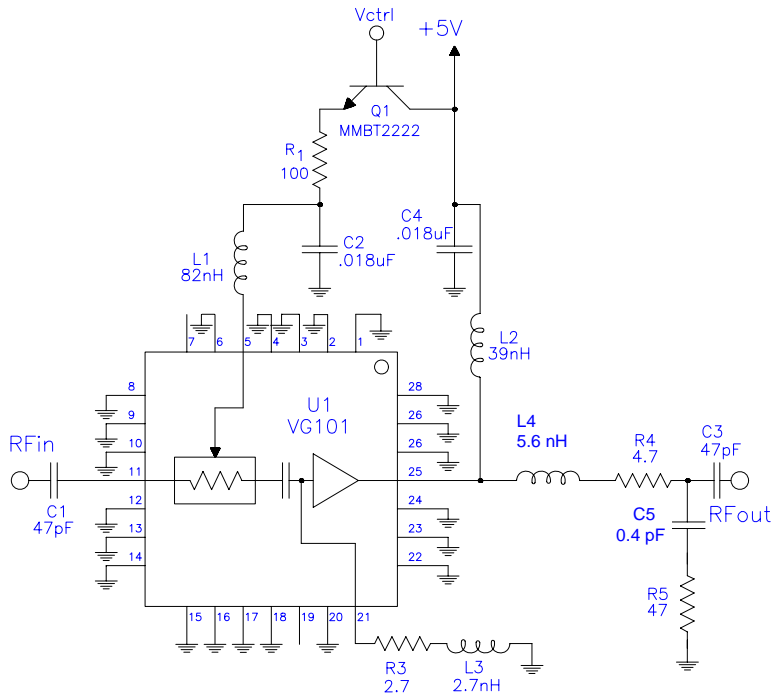 Vctrl
+5V
Q1
MMBT2222
R1
100
C4
.018uF
C2
.018uF
L1
82nH
L2
39nH
7
6
5
4
3
2
1
8
9
10
11
12
13
14
28
26
26
25
24
23
22
U1
VG101
RFin
C1
47pF
L4
5.6 nH
R4
4.7
C3
47pF
RFout
C5
0.4 pF
R5
47
15
16
17
18
19
20
21
R3
2.7
L3
2.7nH